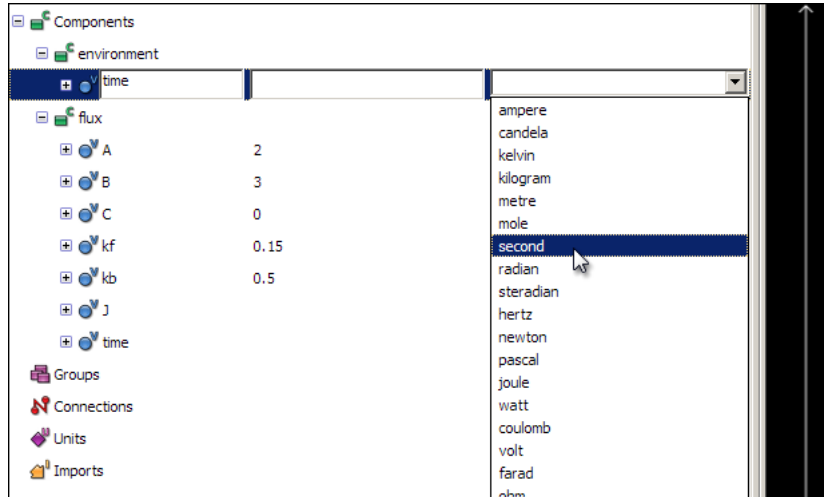 Components
environment
time
flux
A 2
B 3
C 0
kf 0.15
kb 0.5
J
time
Groups
Connections
Units
Imports
ampere
candela
kelvin
kilogram
metre
mole
second
radian
steradian
hertz
newton
pascal
joule
watt
coulomb
volt
farad
ohm